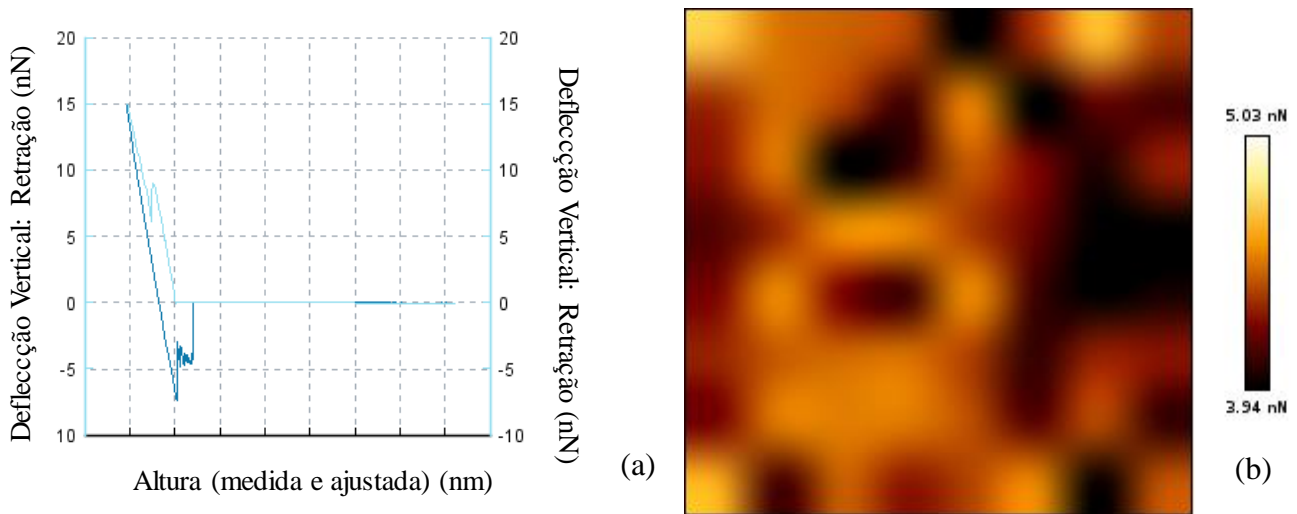 Defleccção Vertical: Retração (nN)
20
15
10
5
0
-5
10
20
15
10
5
0
-5
-10
Defleccção Vertical: Retração (nN)
Altura (medida e ajustada) (nm)
(a)
5.03 nN
3.94 nN
(b)